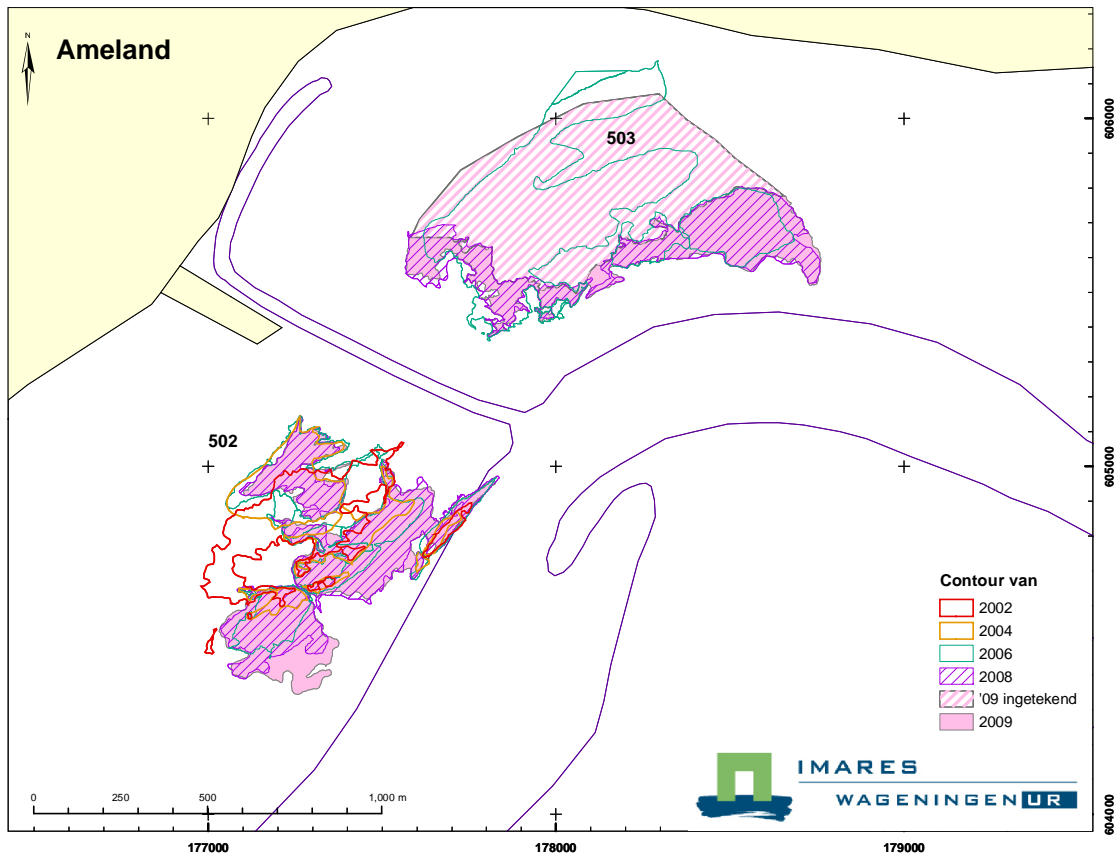 Ameland
N
503
606000
502
605000
Contour van
2002
2004
2006
2008
'09 ingetekend
2009
IMARES
WAGENINGEN UR
0 250 500 1,000 m
604000
177000 178000 179000